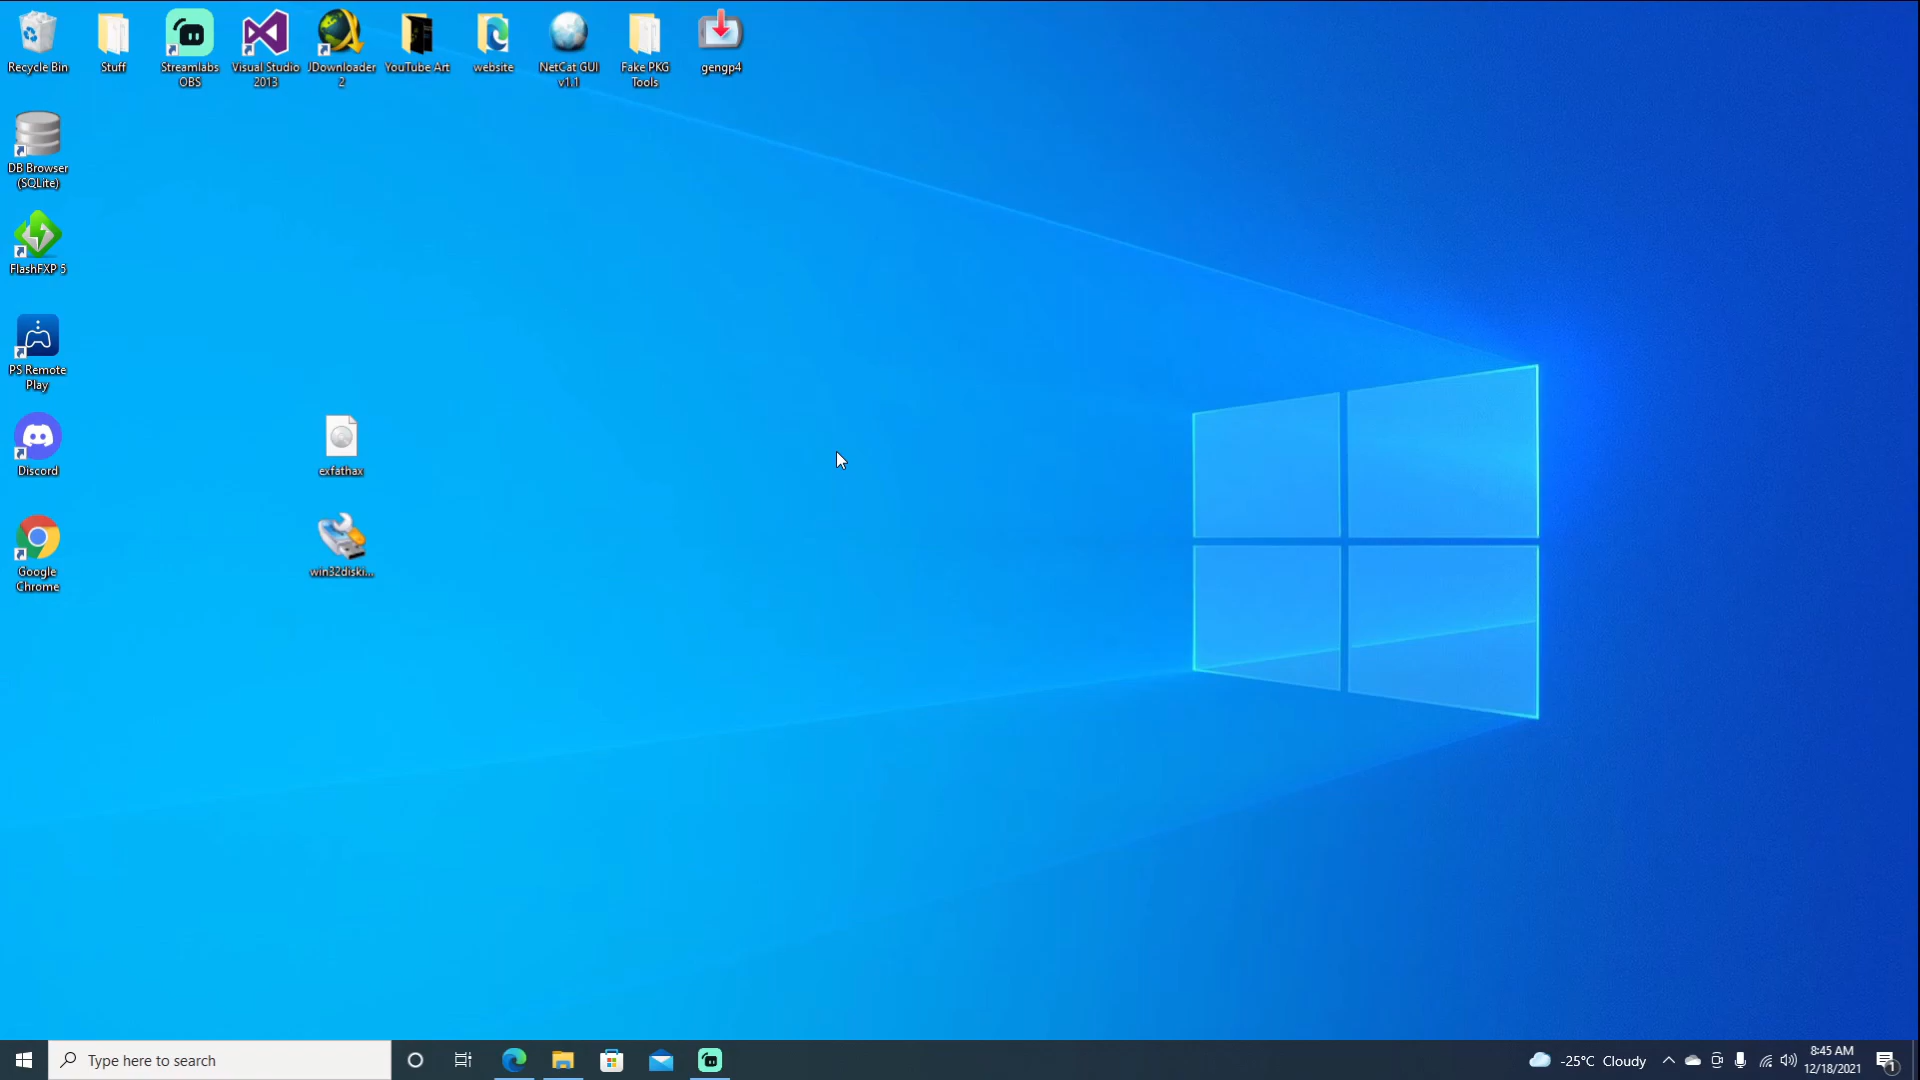 Recycle Bin
Stuff
Streamlabs
OBS
Visual Studio
2013
JDownloader
2
YouTube Art
website
NetCat GUI
v1.1
Fake PKG
Tools
gengp4
DB Browser
(SQLite)
FlashFXP 5
PS Remote
Play
Discord
exfathax
Google
Chrome
win32diski...
Type here to search
-25°C Cloudy
8:45 AM
12/18/2021
1